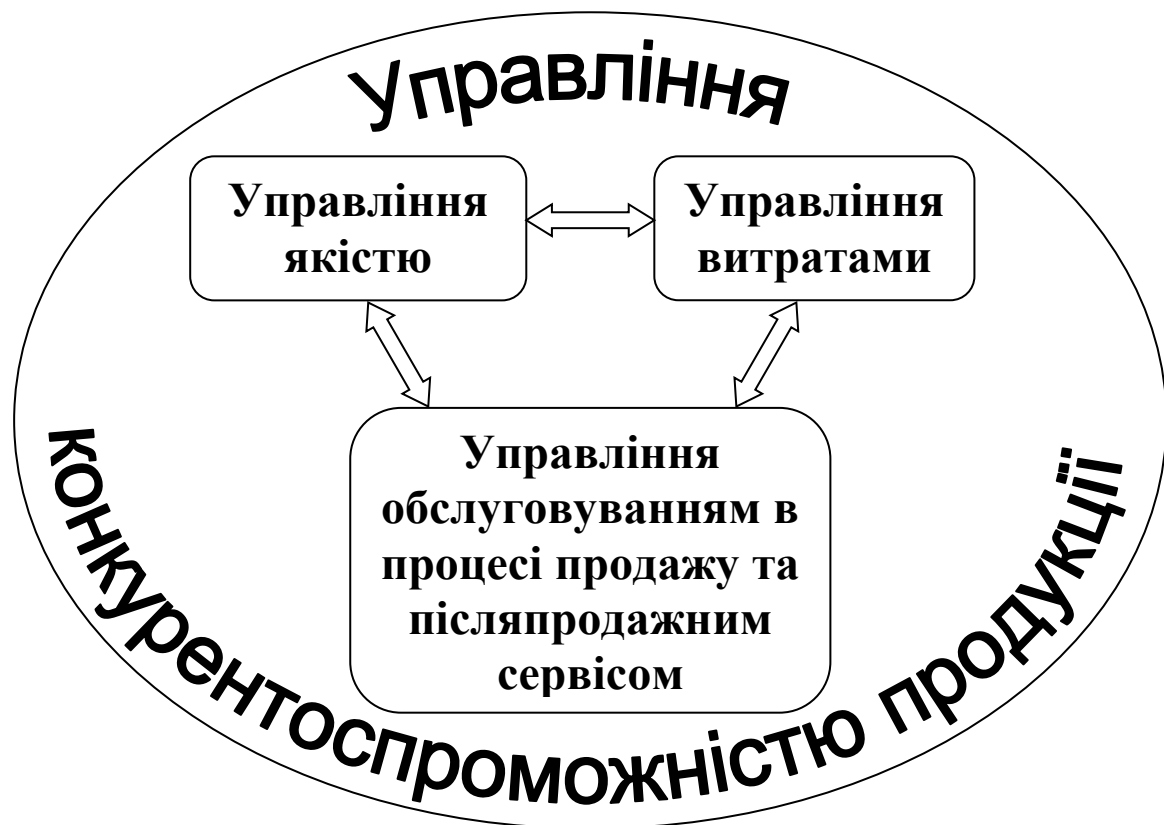 Управління
Управління
якістю
Управління
витратами
Управління
обслуговуванням в
процесі продажу та
післяпродажним
сервісом
конкурентоспроможністю продукції